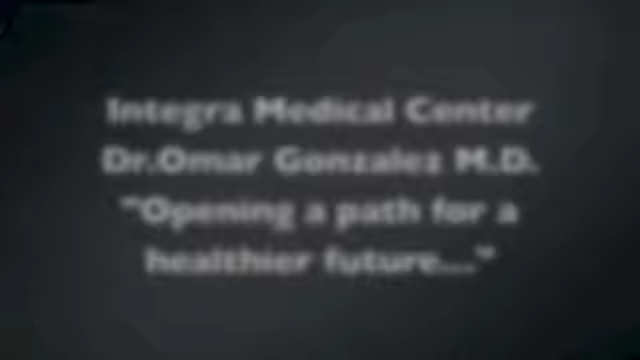 Integra Medical Center
Dr.Omar Gonzalez M.D.
"Opening a path for a
healthier future..."